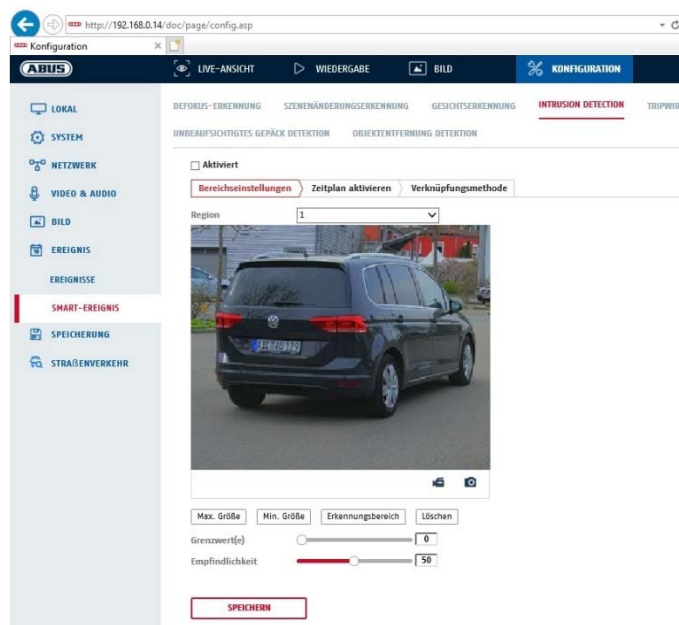 http://192.168.0.14/doc/page/config.asp
Konfiguration
ABUS
LIVE-ANSICHT
WIEDERGABE
BILD
KONFIGURATION
LOKAL
SYSTEM
NETZWERK
VIDEO & AUDIO
BILD
EREIGNIS
EREIGNISSE
SMART-EREIGNIS
SPEICHERUNG
STRAßENVERKEHR
DEFOKUS-ERKENNUNG SZENENÄNDERUNGSERKENNUNG GESICHTSERKENNUNG INTRUSION DETECTION TRIPWIR
UNBEAUFSICHTIGTES GEPÄCK DETEKTION OBJEKTENTFERNUNG DETEKTION
Aktiviert
Bereichseinstellungen Zeitplan aktivieren Verknüpfungsmethode
Region 1
Max. Größe Min. Größe Erkennungsbereich Löschen
Grenzwert(e) 0
Empfindlichkeit 50
SPEICHERN